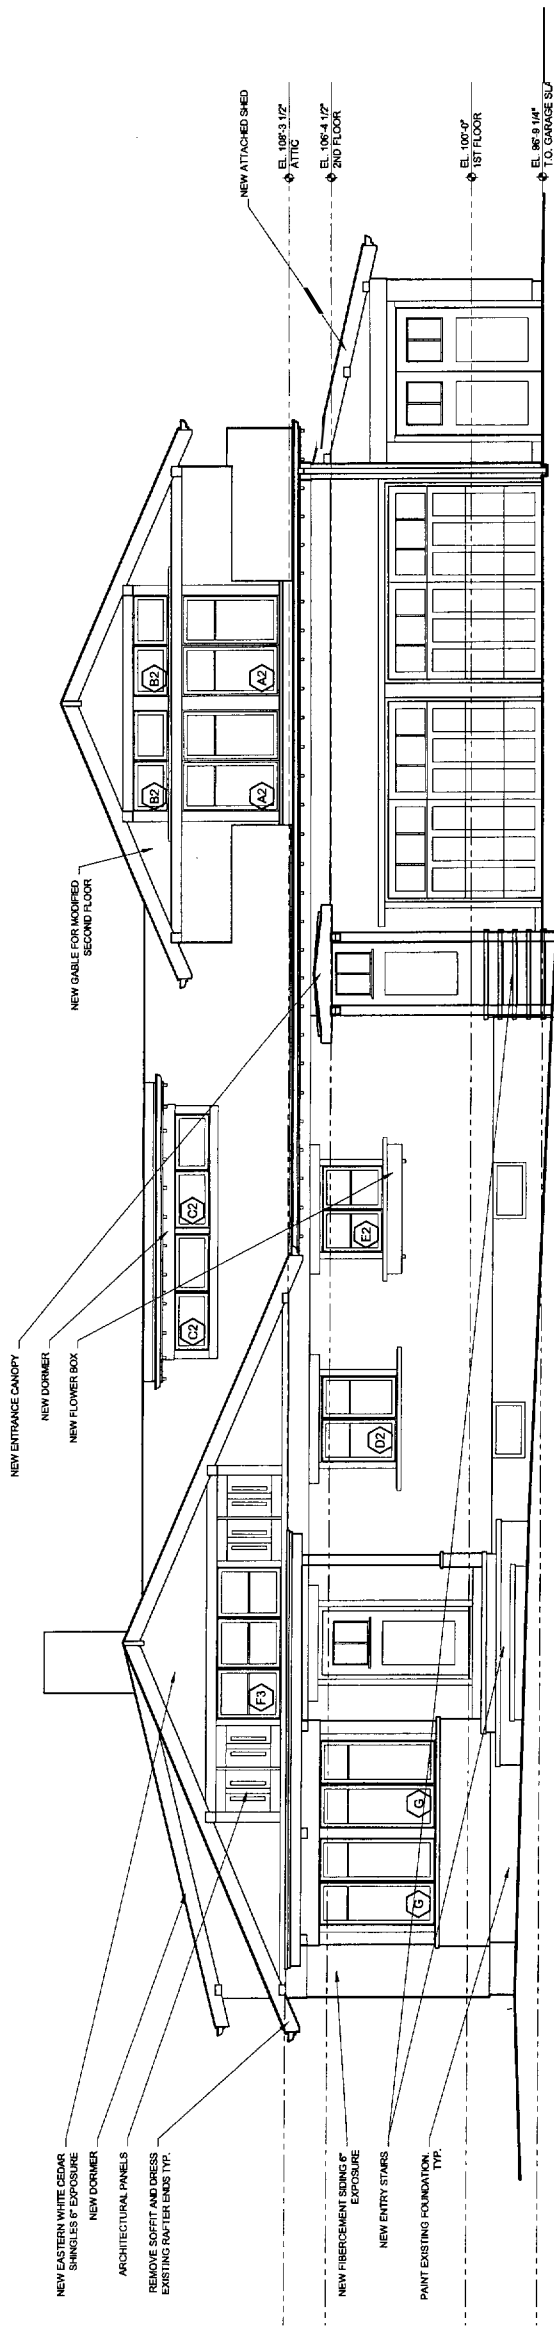 NEW EASTERN WHITE CEDAR
SHINGLES 6" EXPOSURE
NEW DORMER
ARCHITECTURAL PANELS
REMOVE SOFFIT AND DRESS
EXISTING RAFTER ENDS TYP.
NEW FIBERCEMENT SIDING 6"
EXPOSURE
NEW ENTRY STAIRS
PAINT EXISTING FOUNDATION.
TYP.
NEW ENTRANCE CANOPY
NEW DORMER
NEW FLOWER BOX
NEW GABLE FOR MODIFIED
SECOND FLOOR
NEW ATTACHED SHED
EL. 108'-3 1/2"
ATTIC
EL. 106'-4 1/2"
2ND FLOOR
EL. 100'-0"
1ST FLOOR
EL. 96'-9 1/4"
T.O. GARAGE SLA
F3
G
G
C2
C2
D2
E2
B2
B2
A2
A2